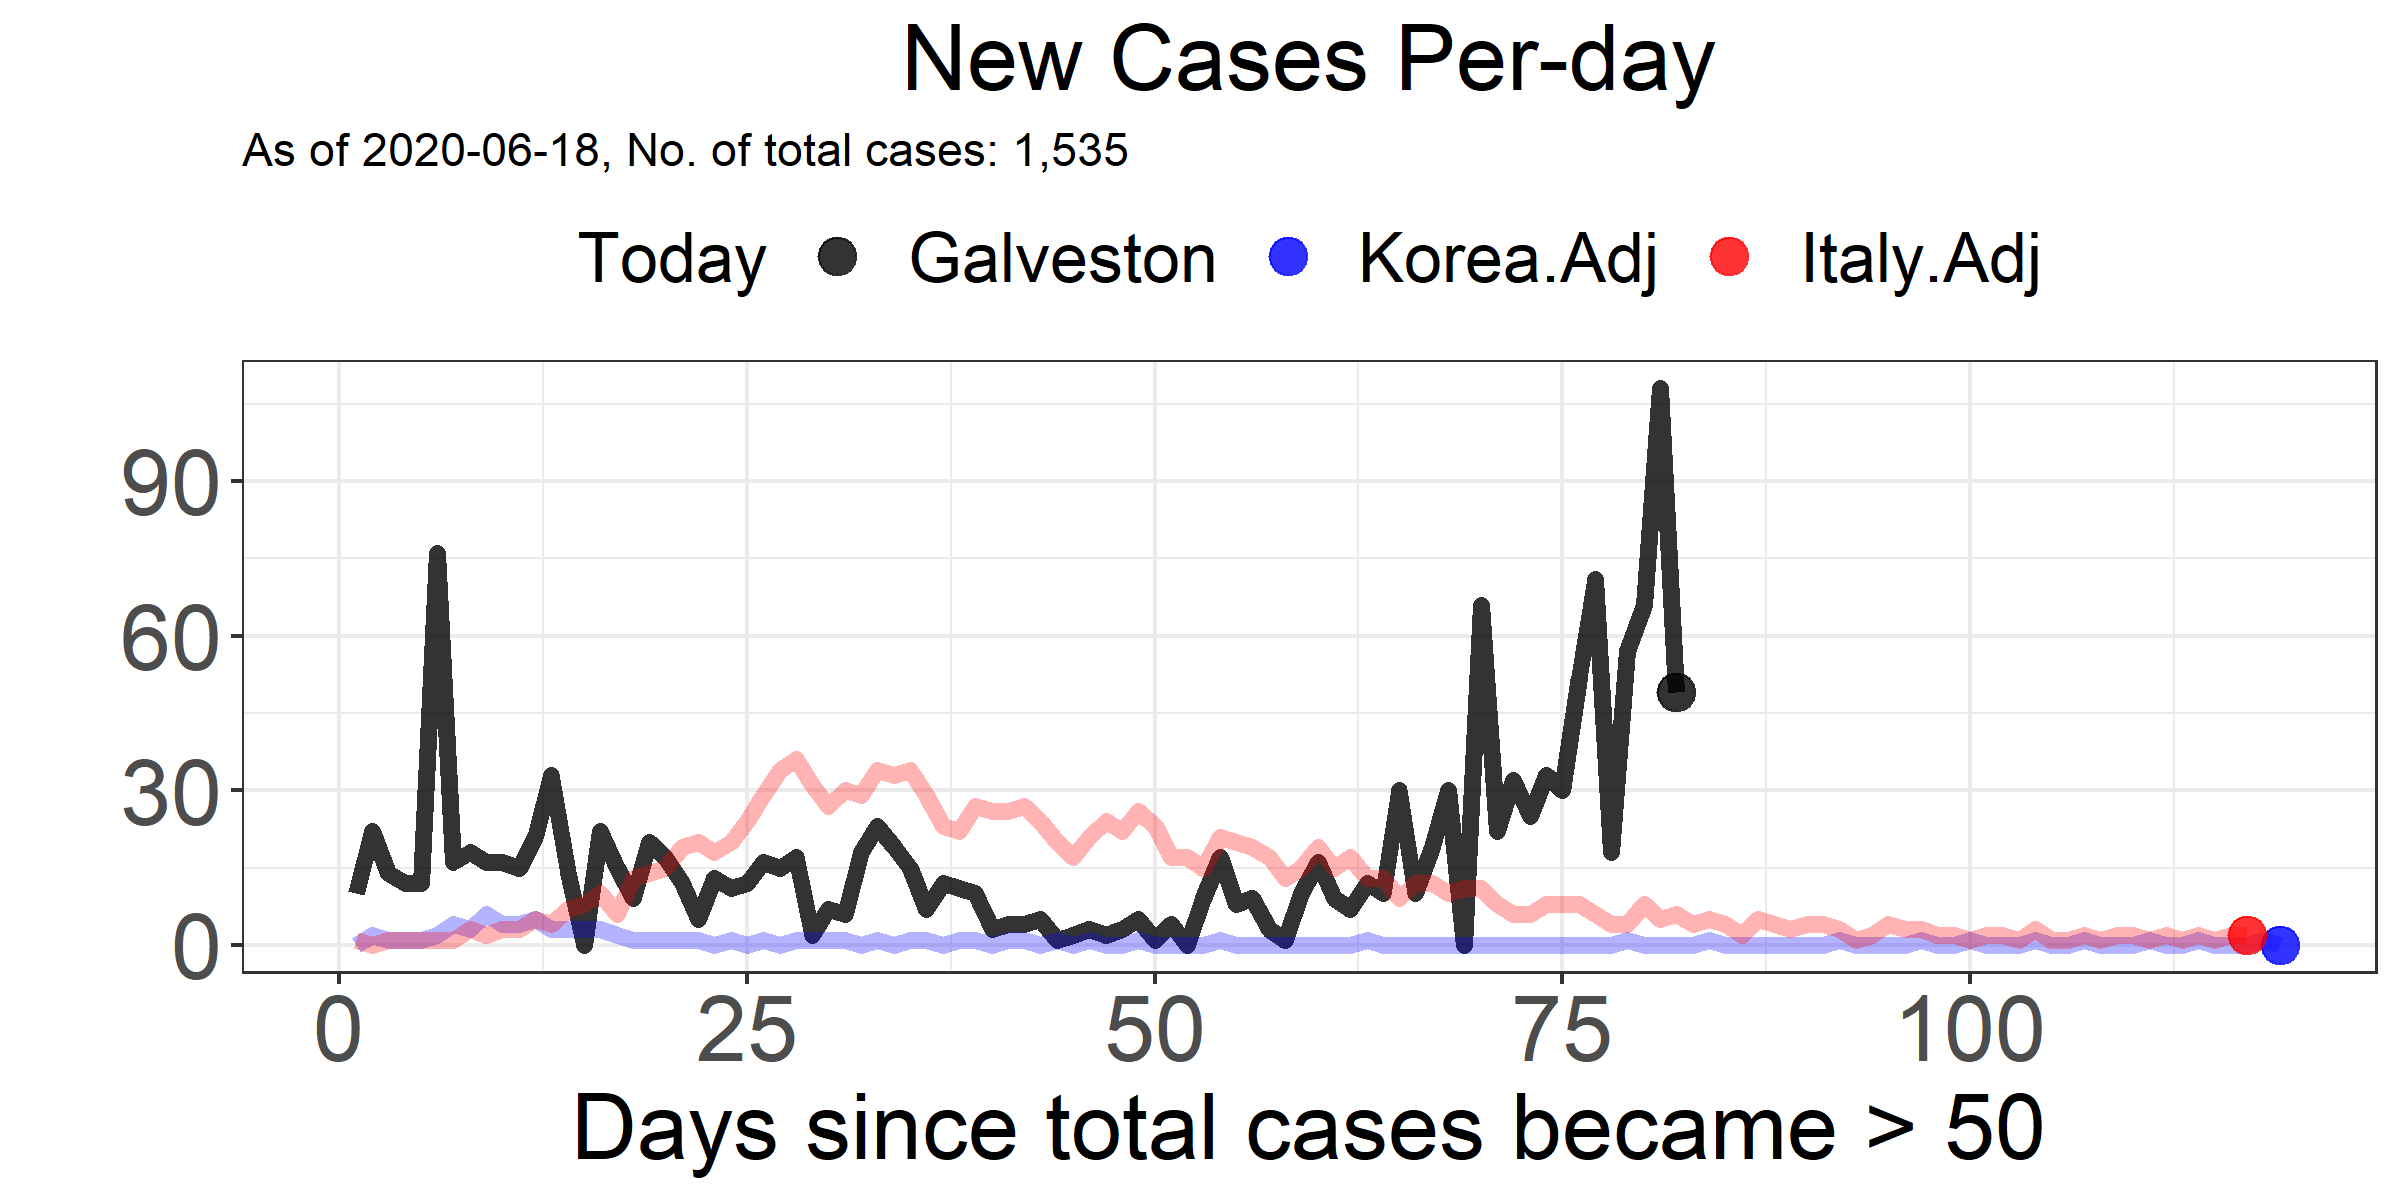 New Cases Per-day
As of 2020-06-18, No. of total cases: 1,535
Today Galveston Korea.Adj Italy.Adj
90
60
30
0
0 25 50 75 100
Days since total cases became > 50